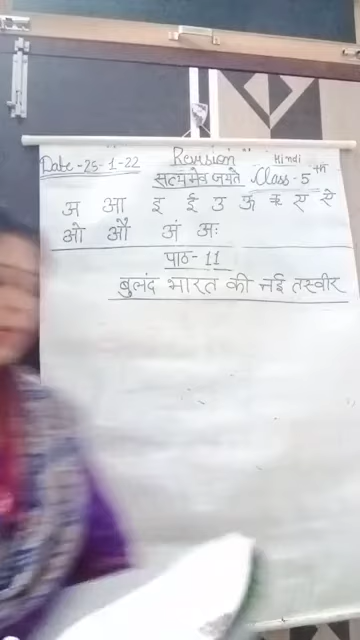 Revision Hindi
Date-25-1-22
सत्यमेव जयते Class-5th
अ आ इ ई उ ऊ ऋ ए ऐ
ओ औ अं अः
पाठ-11
बुलंद भारत की नई तस्वीर